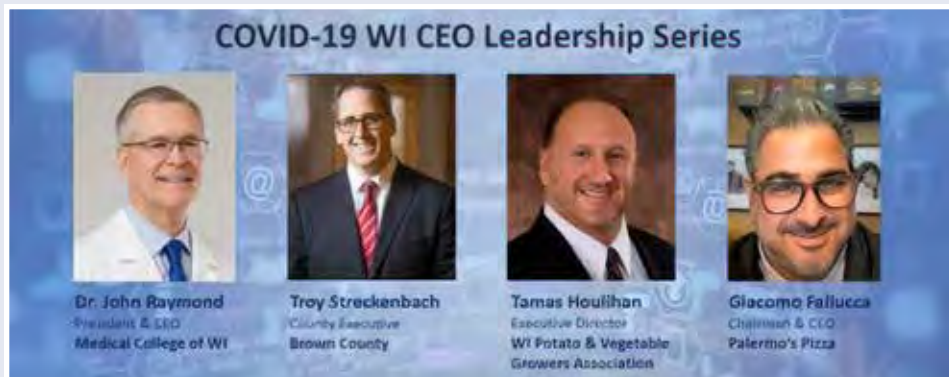 COVID-19 WI CEO Leadership Series
Dr. John Raymond
President & CEO
Medical College of WI
Troy Streckenbach
County Executive
Brown County
Tamas Houlihan
Executive Director
WI Potato & Vegetable
Growers Association
Giacomo Fallucca
Chairman & CEO
Palermo's Pizza
@
@
@